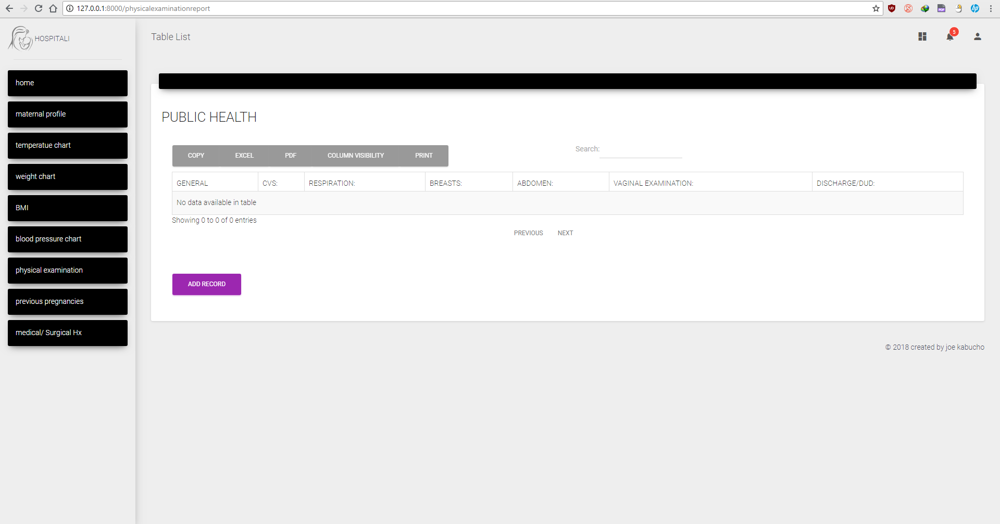 127.0.0.1:8000/physicalexaminationreport
HOSPITALI
Table List
5
home
maternal profile
temperatue chart
weight chart
BMI
blood pressure chart
physical examination
previous pregnancies
medical/ Surgical Hx
PUBLIC HEALTH
COPY EXCEL PDF COLUMN VISIBILITY PRINT
Search:
GENERAL CVS: RESPIRATION: BREASTS: ABDOMEN: VAGINAL EXAMINATION: DISCHARGE/DUD:
No data available in table
Showing 0 to 0 of 0 entries
PREVIOUS NEXT
ADD RECORD
© 2018 created by joe kabucho